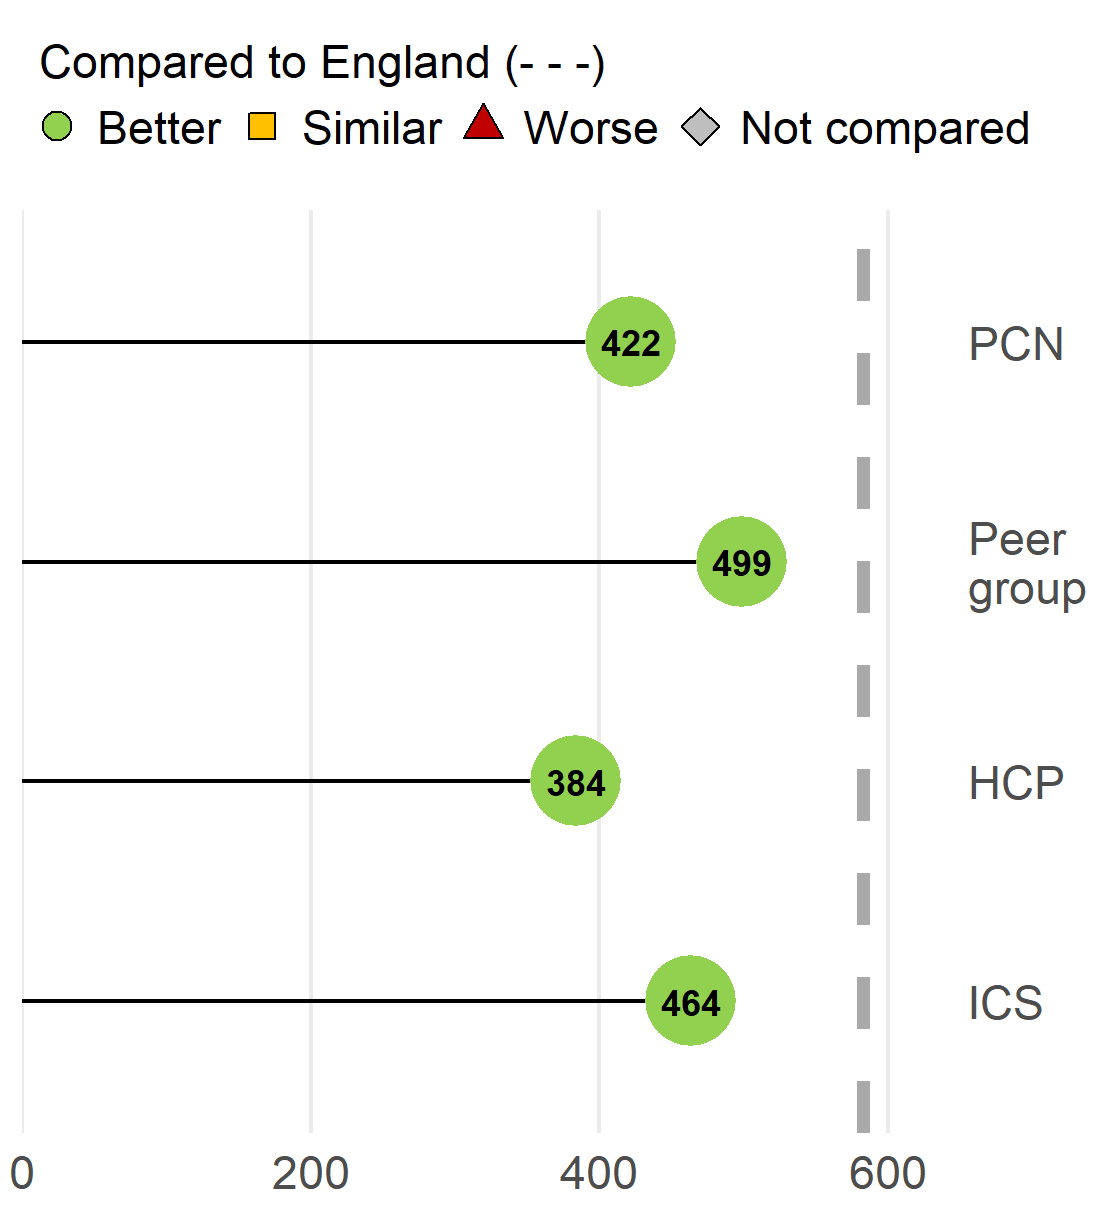 Compared to England (- - -)
Better Similar Worse Not compared
422 PCN
499 Peer
group
384 HCP
464 ICS
0 200 400 600